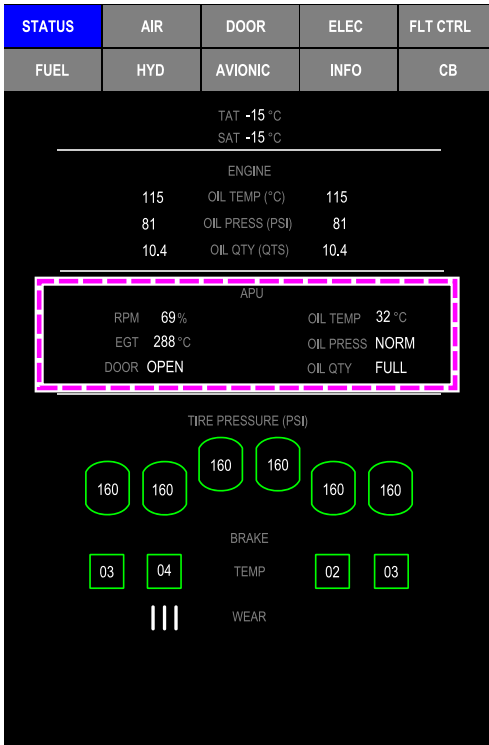 STATUS AIR DOOR ELEC FLT CTRL
FUEL HYD AVIONIC INFO CB
TAT -15 °C
SAT -15 °C
ENGINE
115 OIL TEMP (°C) 115
81 OIL PRESS (PSI) 81
10.4 OIL QTY (QTS) 10.4
APU
RPM 69 % OIL TEMP 32 °C
EGT 288 °C OIL PRESS NORM
DOOR OPEN OIL QTY FULL
TIRE PRESSURE (PSI)
160 160 160 160 160 160
BRAKE
03 04 TEMP 02 03
WEAR